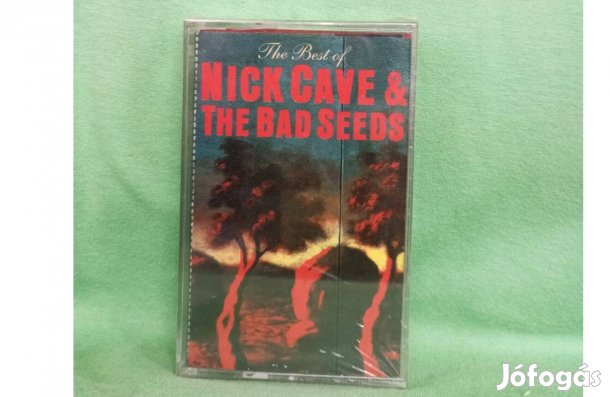 The Best of
NICK CAVE &
THE BAD SEEDS
Jófogás